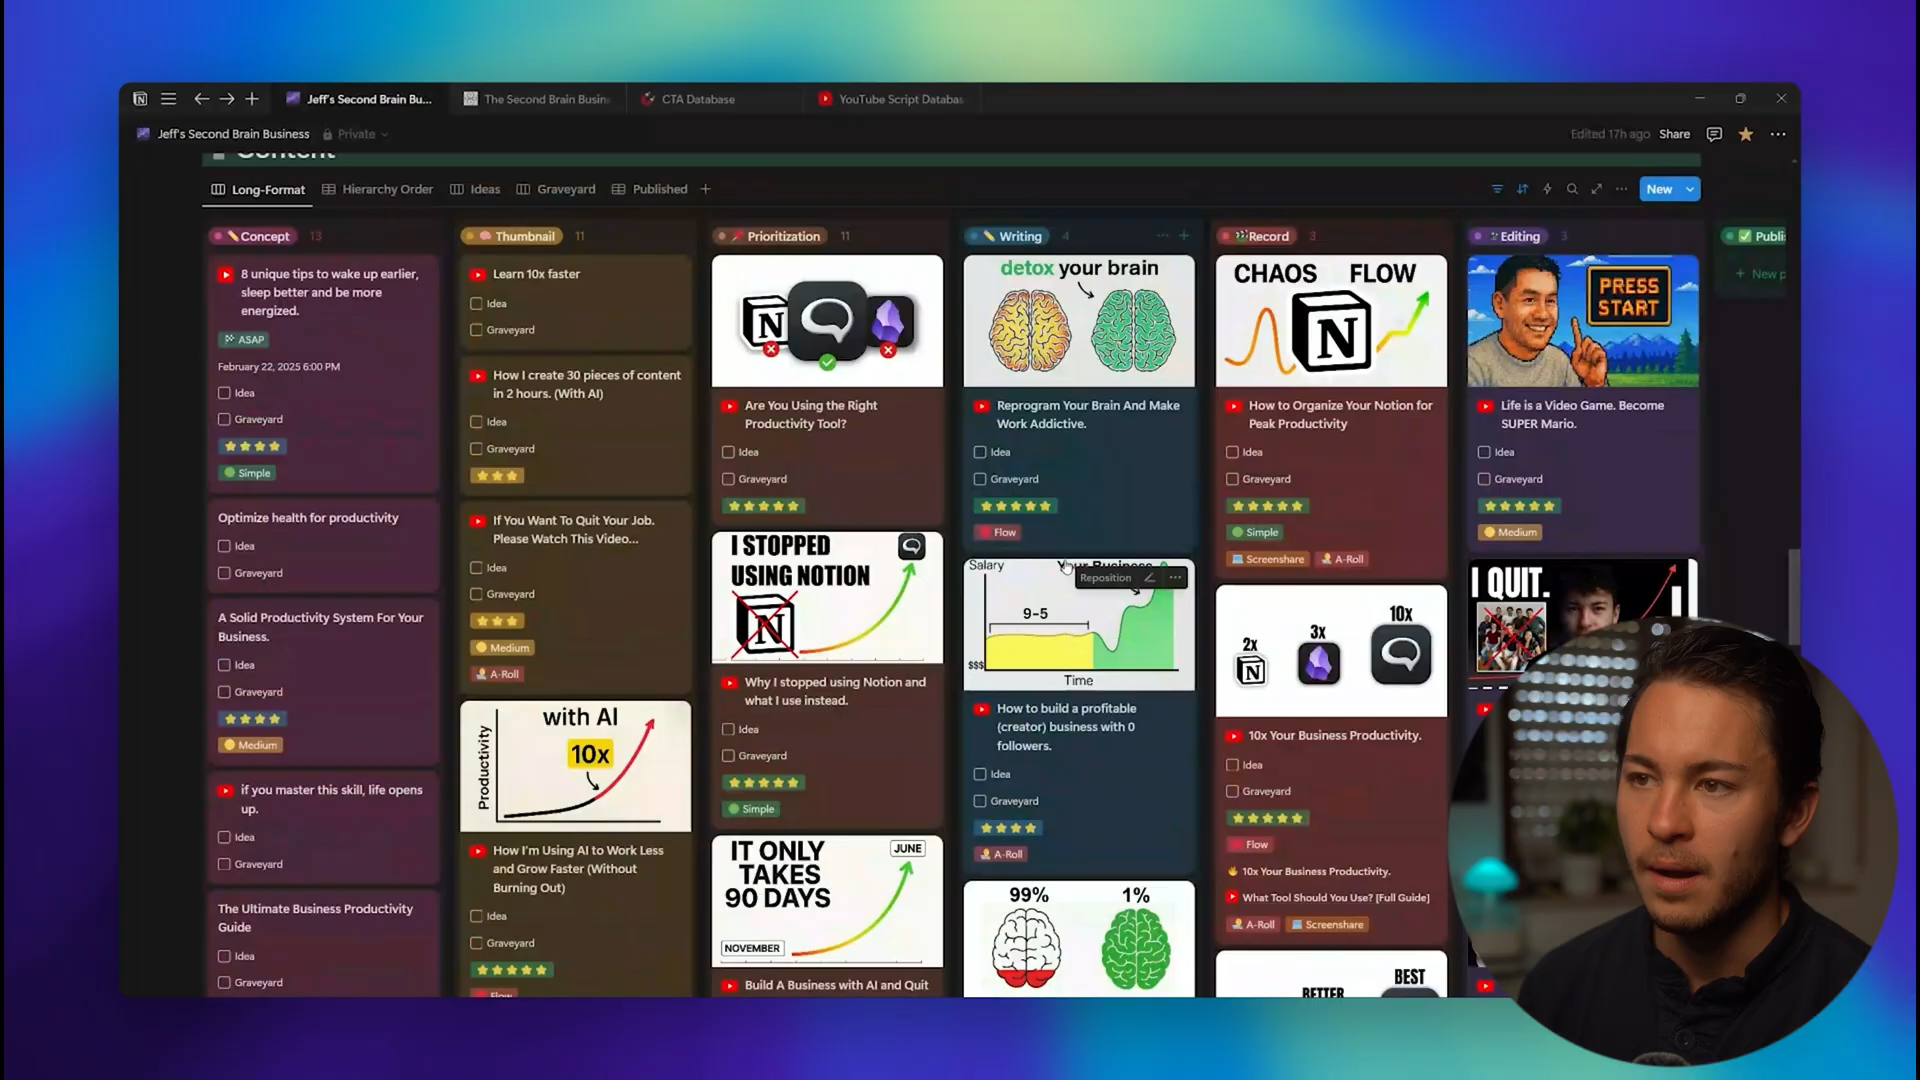 Jeff's Second Brain Bu...
The Second Brain Busin
CTA Database
YouTube Script Databas
Jeff's Second Brain Business
Private
Edited 17h ago
Share
Content
Long-Format
Hierarchy Order
Ideas
Graveyard
Published
New
Concept 13
8 unique tips to wake up earlier,
sleep better and be more
energized.
ASAP
February 22, 2025 6:00 PM
Idea
Graveyard
Simple
Optimize health for productivity
Idea
Graveyard
A Solid Productivity System For Your
Business.
Idea
Graveyard
Medium
if you master this skill, life opens
up.
Idea
Graveyard
The Ultimate Business Productivity
Guide
Idea
Graveyard
Thumbnail 11
Learn 10x faster
Idea
Graveyard
How I create 30 pieces of content
in 2 hours. (With AI)
Idea
Graveyard
If You Want To Quit Your Job.
Please Watch This Video...
Idea
Graveyard
Medium
A-Roll
with AI
10x
Productivity
How I'm Using AI to Work Less
and Grow Faster (Without
Burning Out)
Idea
Graveyard
Flow
Prioritization 11
Are You Using the Right
Productivity Tool?
Idea
Graveyard
I STOPPED
USING NOTION
Why I stopped using Notion and
what I use instead.
Idea
Graveyard
Simple
IT ONLY
TAKES
90 DAYS
JUNE
NOVEMBER
Build A Business with AI and Quit
Writing 4
detox your brain
Reprogram Your Brain And Make
Work Addictive.
Idea
Graveyard
Flow
Salary
Your Business
Reposition
9-5
$$$
Time
How to build a profitable
(creator) business with 0
followers.
Idea
Graveyard
A-Roll
99% 1%
Record 3
CHAOS FLOW
How to Organize Your Notion for
Peak Productivity
Idea
Graveyard
Simple
Screenshare
A-Roll
2x 3x 10x
10x Your Business Productivity.
Idea
Graveyard
Flow
10x Your Business Productivity.
What Tool Should You Use? [Full Guide]
A-Roll
Screenshare
BETTER BEST
Editing 3
PRESS
START
Life is a Video Game. Become
SUPER Mario.
Idea
Graveyard
Medium
I QUIT.
Publi
New p